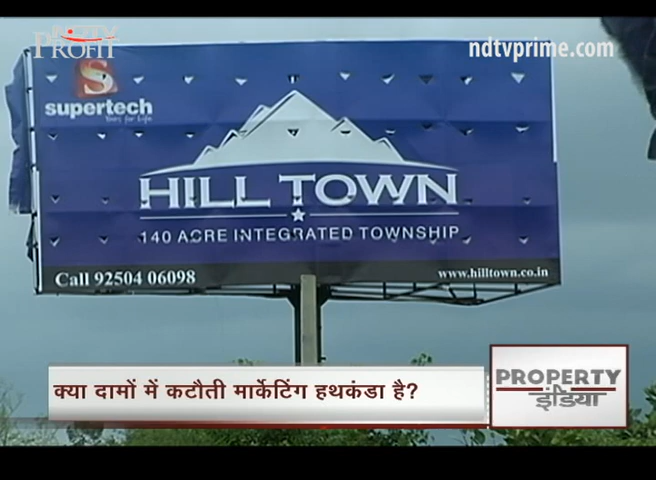 NDTV
PROFIT
ndtvprime.com
S
supertech
HILL TOWN
140 ACRE INTEGRATED TOWNSHIP
Call 92504 06098
www.hilltown.co.in
क्या दामों में कटौती मार्केटिंग हथकंडा है?
PROPERTY
इंडिया